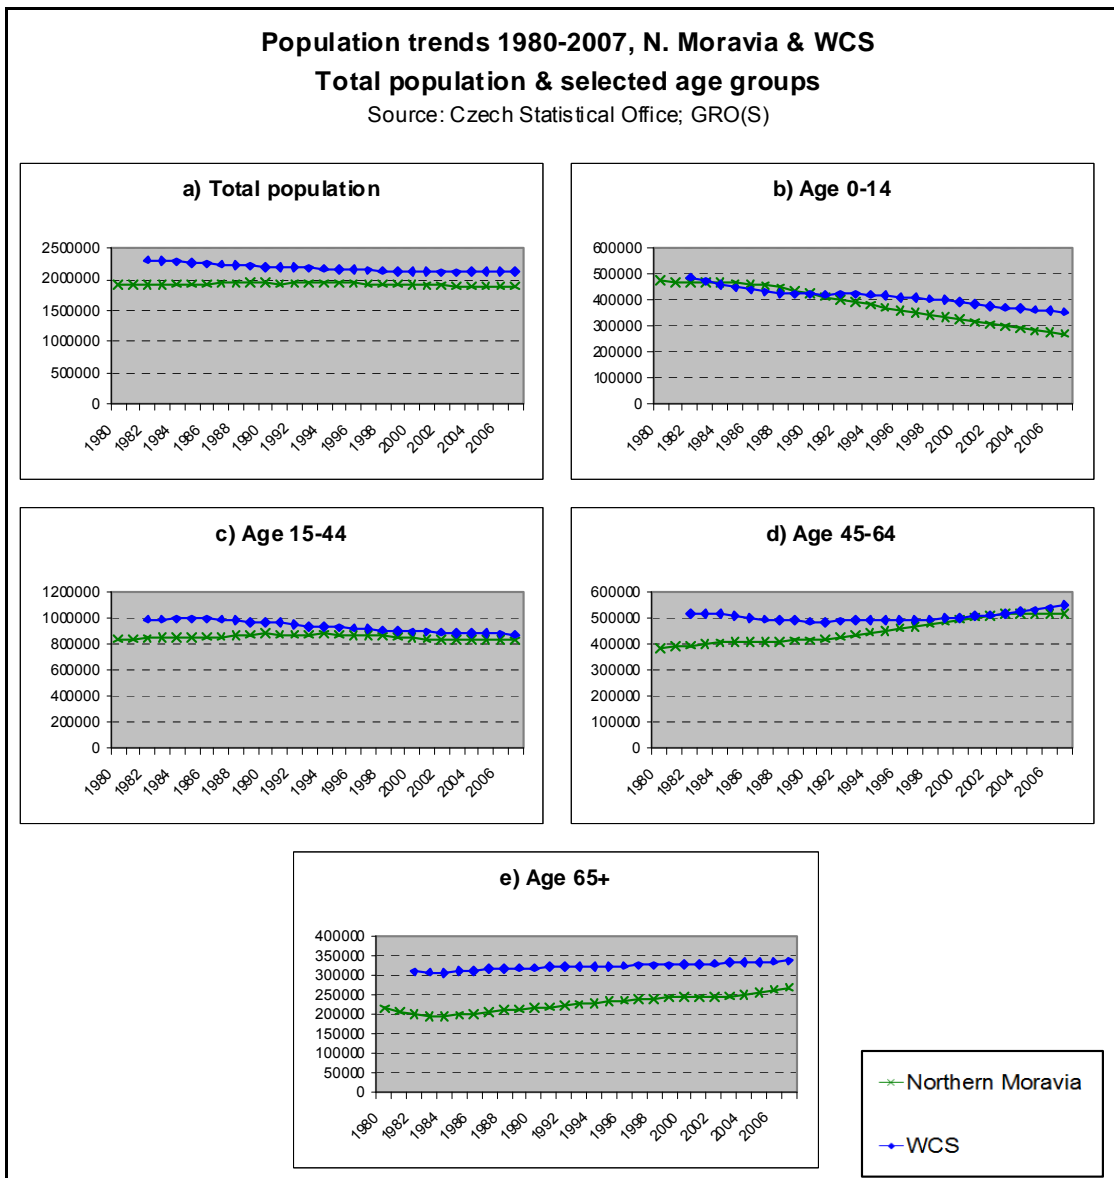 Population trends 1980-2007, N. Moravia & WCS
Total population & selected age groups
Source: Czech Statistical Office; GRO(S)
a) Total population
2500000
2000000
1500000
1000000
500000
0
1980 1982 1984 1986 1988 1990 1992 1994 1996 1998 2000 2002 2004 2006
b) Age 0-14
600000
500000
400000
300000
200000
100000
0
1980 1982 1984 1986 1988 1990 1992 1994 1996 1998 2000 2002 2004 2006
c) Age 15-44
1200000
1000000
800000
600000
400000
200000
0
1980 1982 1984 1986 1988 1990 1992 1994 1996 1998 2000 2002 2004 2006
d) Age 45-64
600000
500000
400000
300000
200000
100000
0
1980 1982 1984 1986 1988 1990 1992 1994 1996 1998 2000 2002 2004 2006
e) Age 65+
400000
350000
300000
250000
200000
150000
100000
50000
0
1980 1982 1984 1986 1988 1990 1992 1994 1996 1998 2000 2002 2004 2006
Northern Moravia
WCS